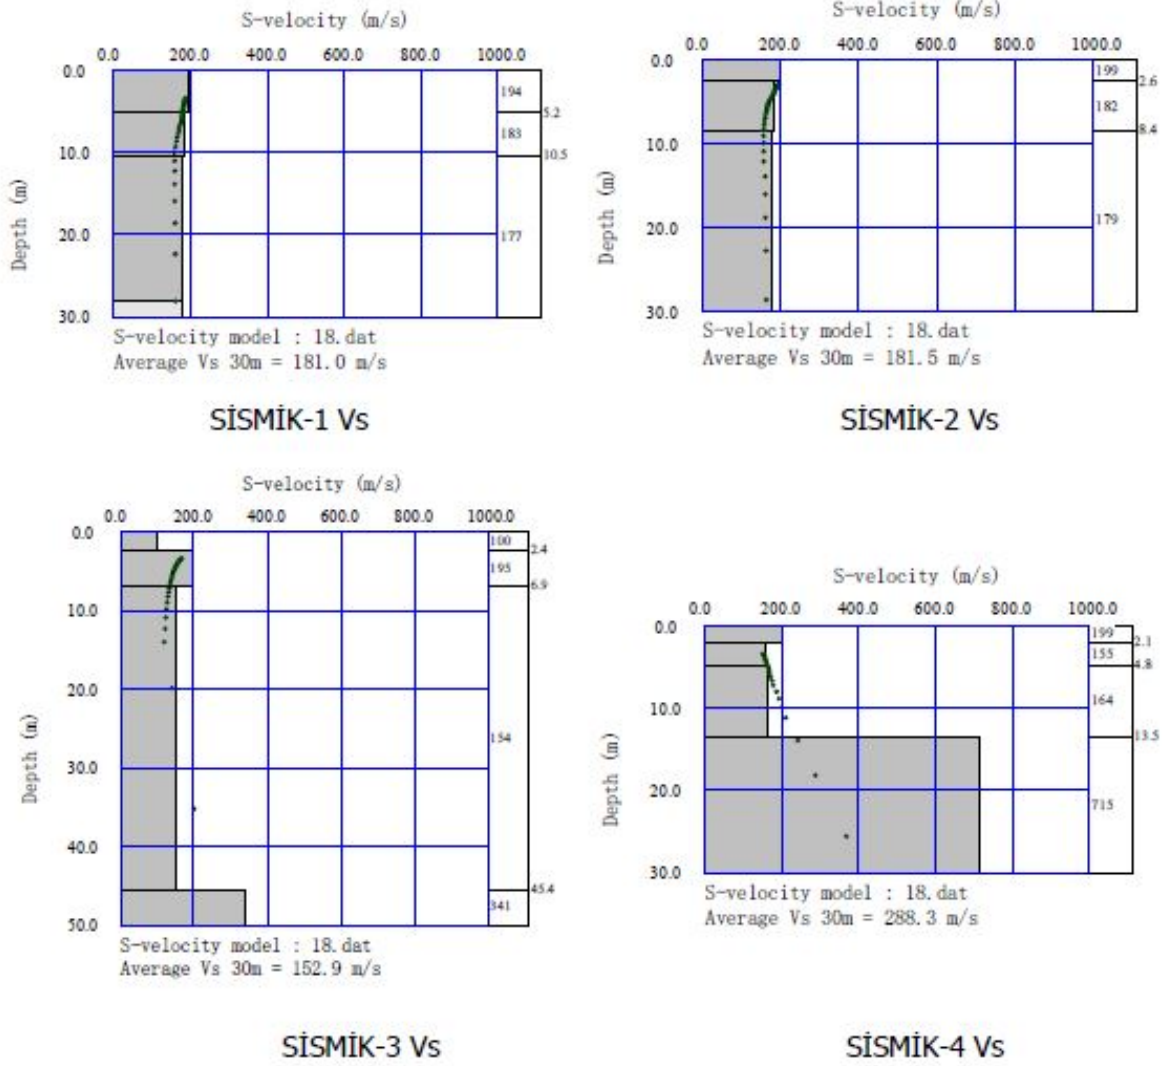 S-velocity (m/s)
0.0 200.0 400.0 600.0 800.0 1000.0
0.0
194
5.2
183
10.0
10.5
Depth (m)
20.0
177
30.0
S-velocity model : 18.dat
Average Vs 30m = 181.0 m/s
SİSMİK-1 Vs
S-velocity (m/s)
0.0 200.0 400.0 600.0 800.0 1000.0
0.0
199
2.6
182
8.4
10.0
Depth (m)
179
20.0
30.0
S-velocity model : 18.dat
Average Vs 30m = 181.5 m/s
SİSMİK-2 Vs
S-velocity (m/s)
0.0 200.0 400.0 600.0 800.0 1000.0
0.0
100
2.4
195
6.9
10.0
20.0
Depth (m)
154
30.0
40.0
45.4
341
50.0
S-velocity model : 18.dat
Average Vs 30m = 152.9 m/s
SİSMİK-3 Vs
S-velocity (m/s)
0.0 200.0 400.0 600.0 800.0 1000.0
0.0
199
2.1
155
4.8
164
10.0
13.5
Depth (m)
20.0
715
30.0
S-velocity model : 18.dat
Average Vs 30m = 288.3 m/s
SİSMİK-4 Vs